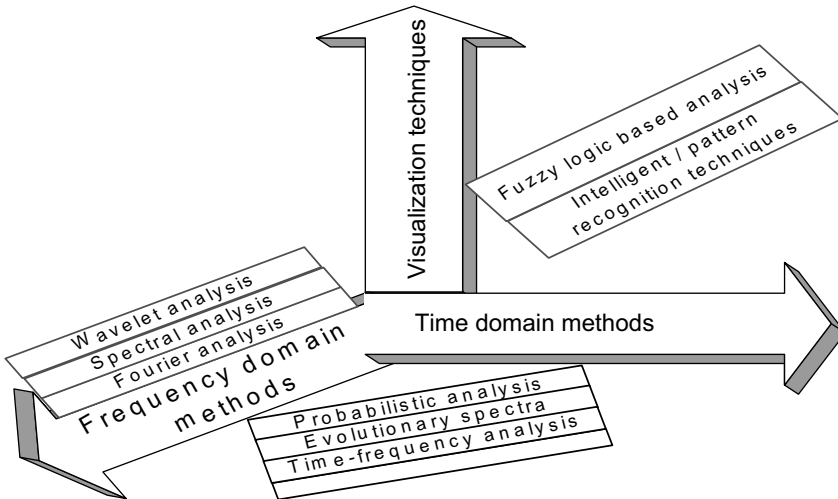 Visualization techniques
Fuzzy logic based analysis
Intelligent / pattern
recognition techniques
Wavelet analysis
Spectral analysis
Fourier analysis
Frequency domain
methods
Time domain methods
Probabilistic analysis
Evolutionary spectra
Time-frequency analysis